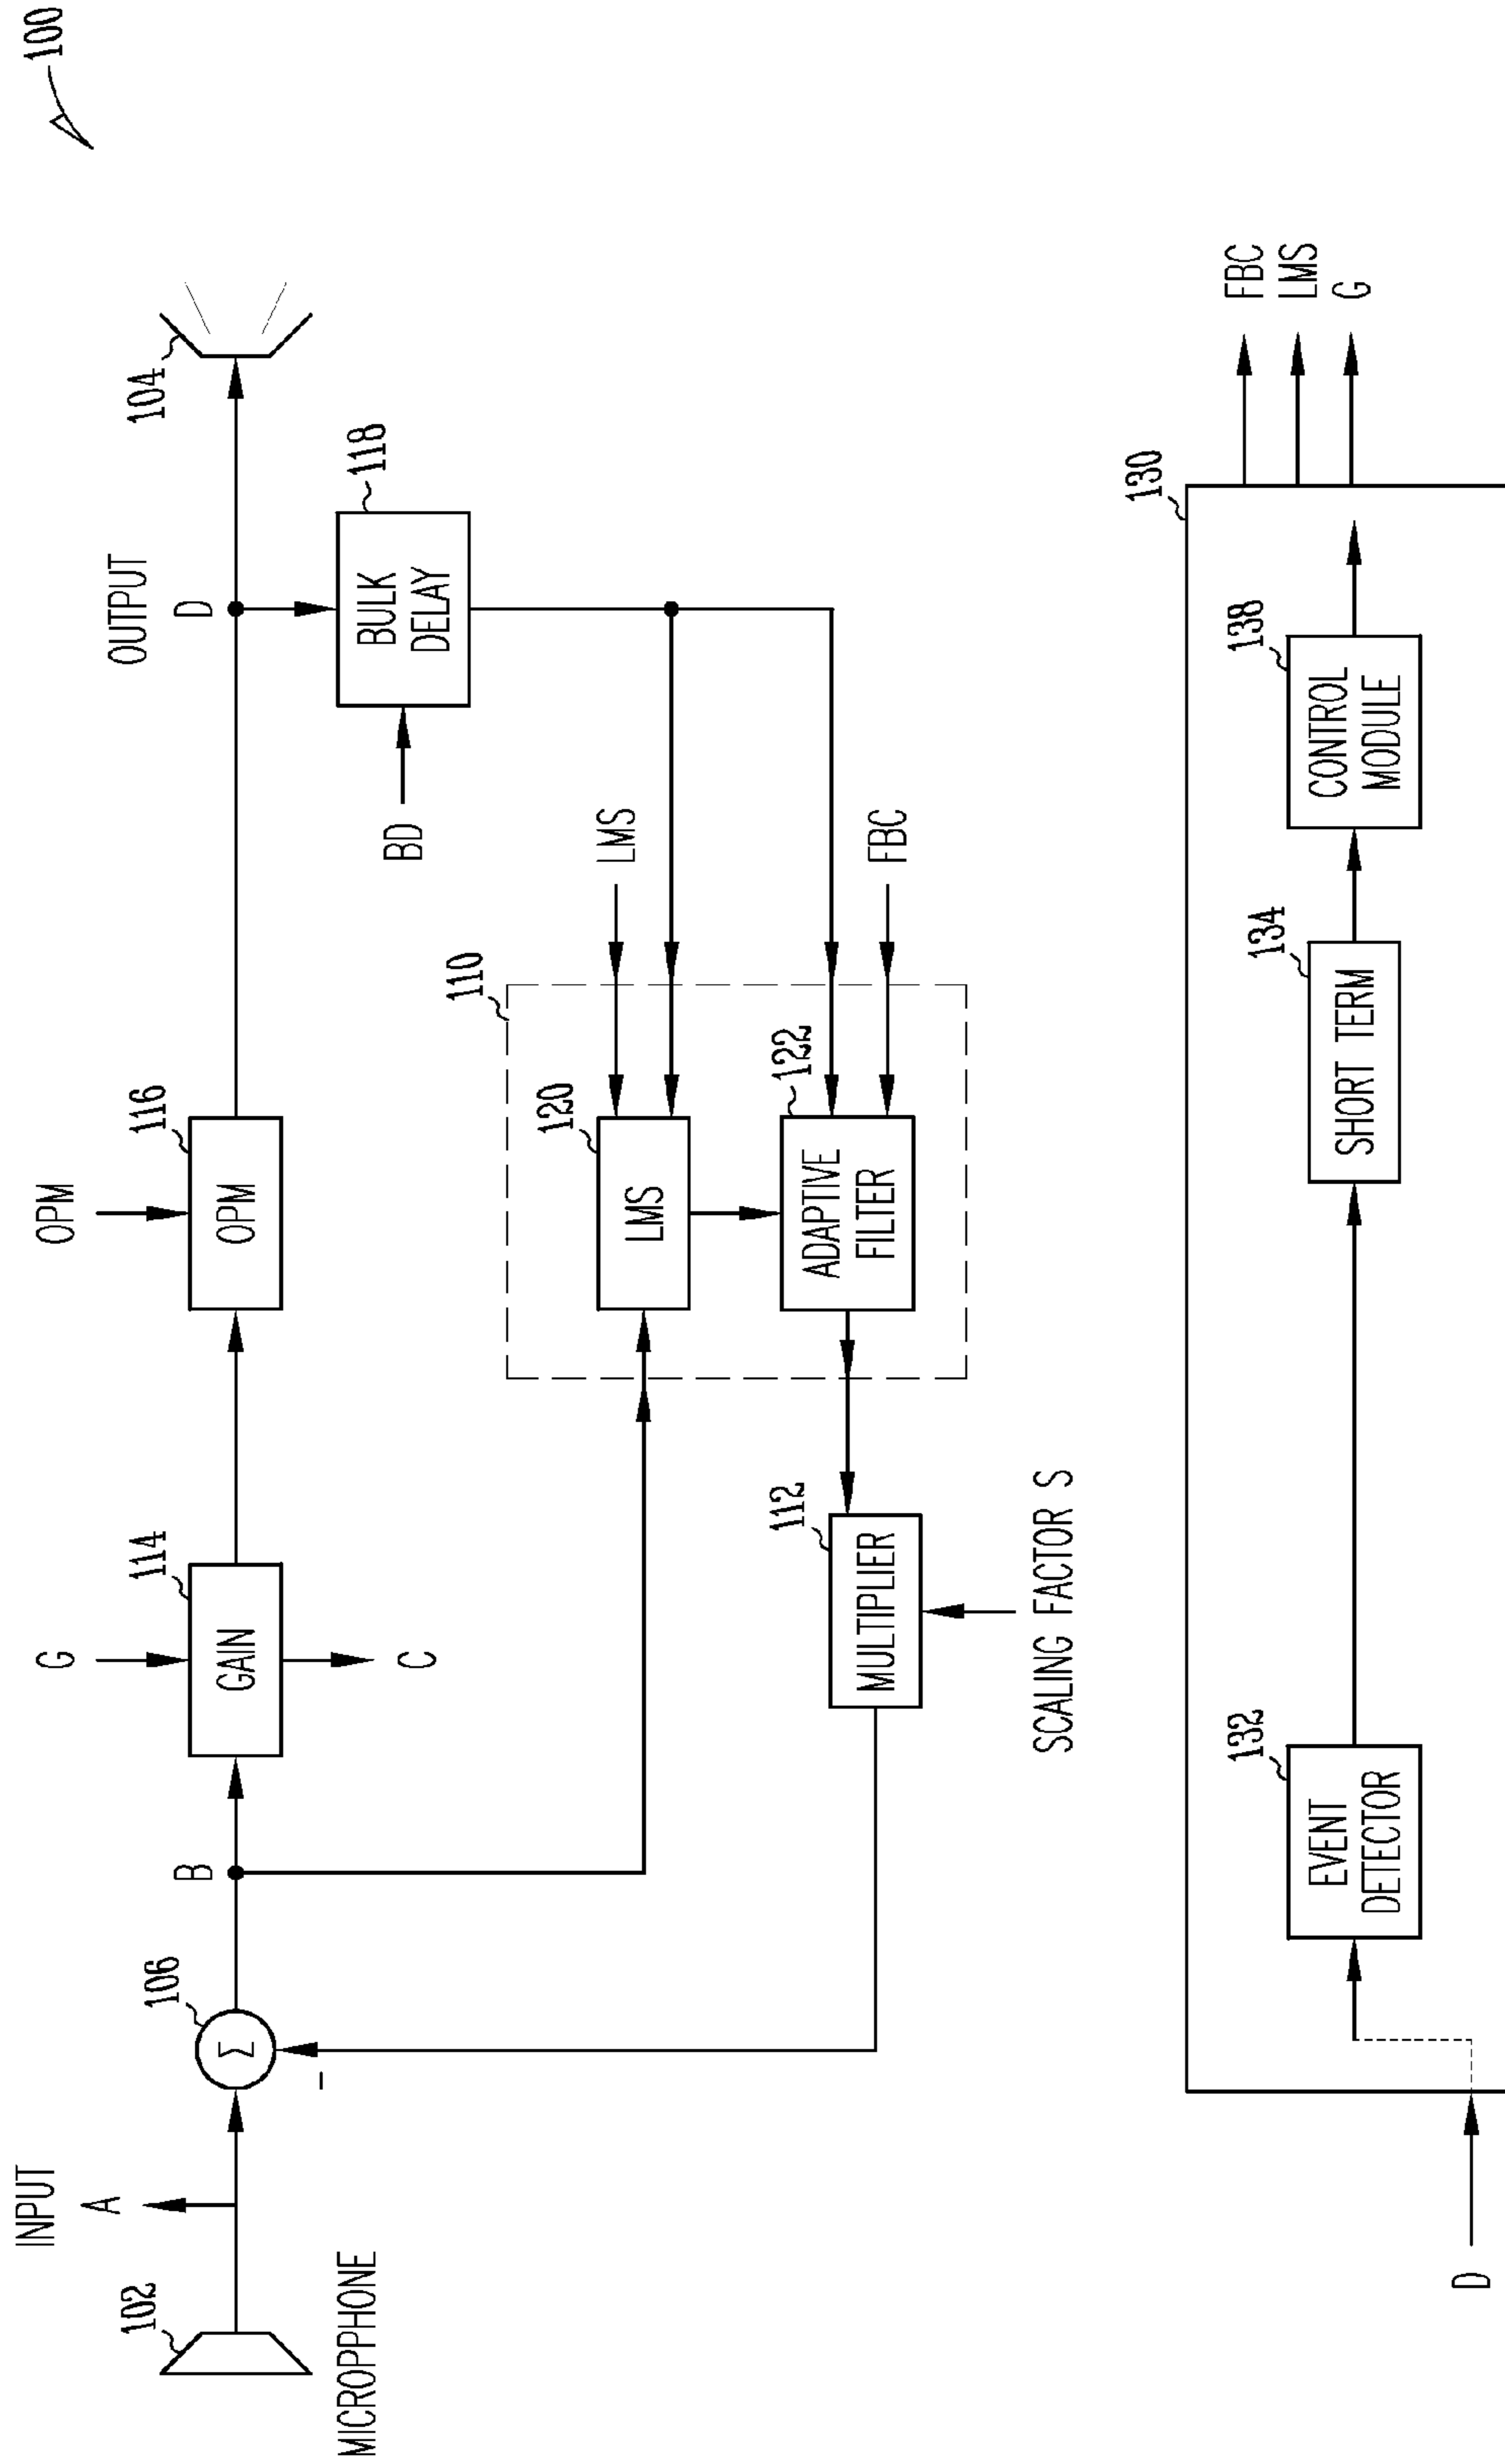 100
INPUT
A
102
MICROPPHONE
106
Σ
–
B
G
114
GAIN
C
OPM
116
OPM
OUTPUT
D
104
118
BULK
DELAY
BD
110
LMS
120
LMS
122
ADAPTIVE
FILTER
FBC
112
MULTIPLIER
SCALING FACTOR S
130
D
132
EVENT
DETECTOR
134
SHORT TERM
138
CONTROL
MODULE
FBC
LMS
G